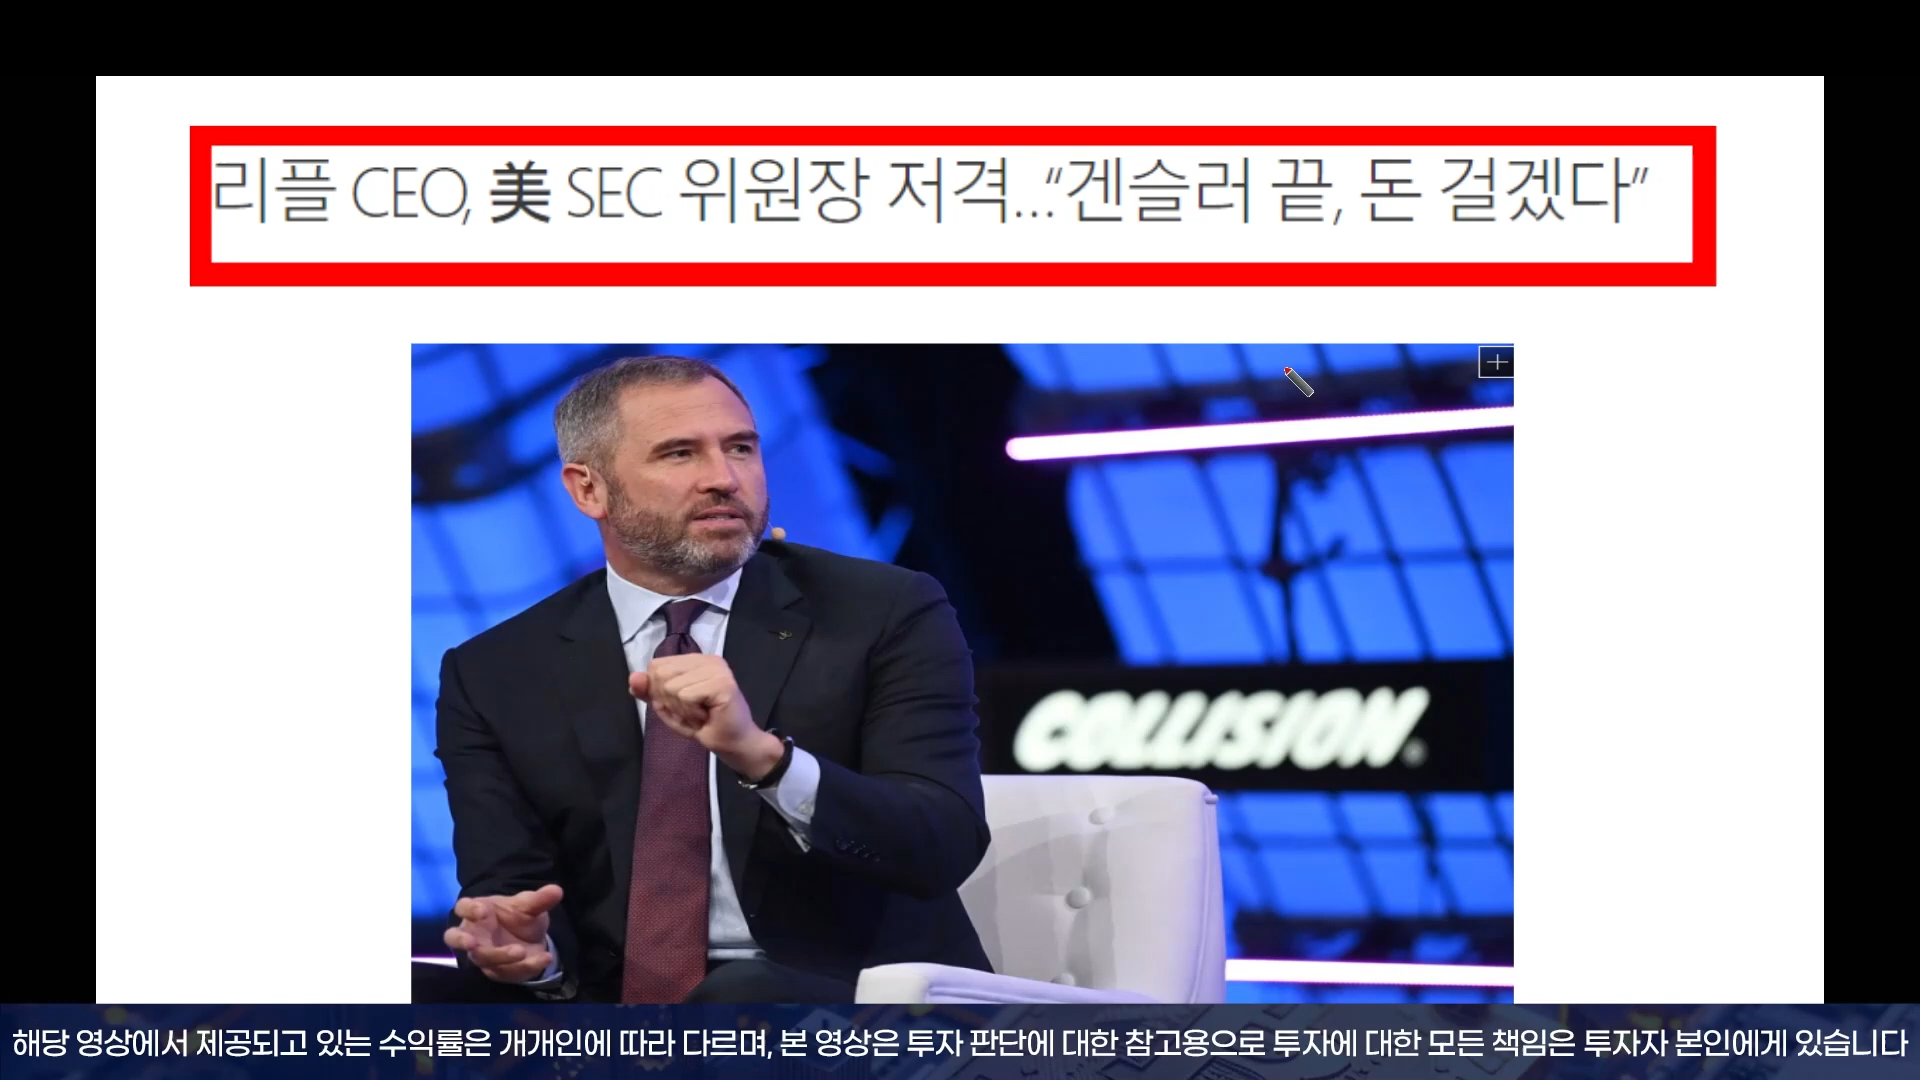 리플 CEO, 美 SEC 위원장 저격…“겐슬러 끝, 돈 걸겠다”
COLLISION.
해당 영상에서 제공되고 있는 수익률은 개개인에 따라 다르며, 본 영상은 투자 판단에 대한 참고용으로 투자에 대한 모든 책임은 투자자 본인에게 있습니다